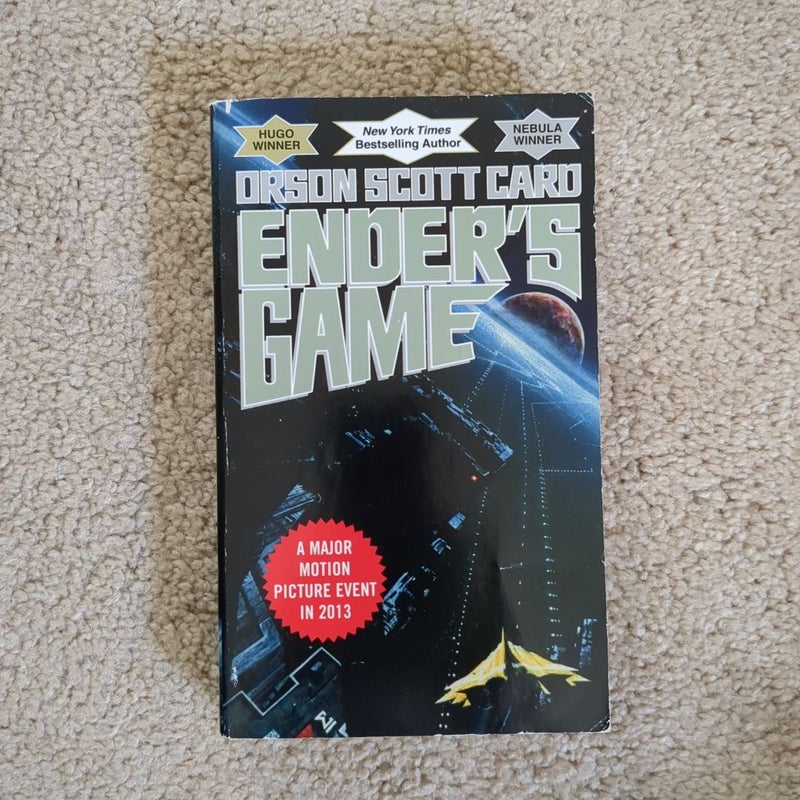 HUGO
WINNER
New York Times
Bestselling Author
NEBULA
WINNER
ORSON SCOTT CARD
ENDER'S
GAME
A MAJOR
MOTION
PICTURE EVENT
IN 2013